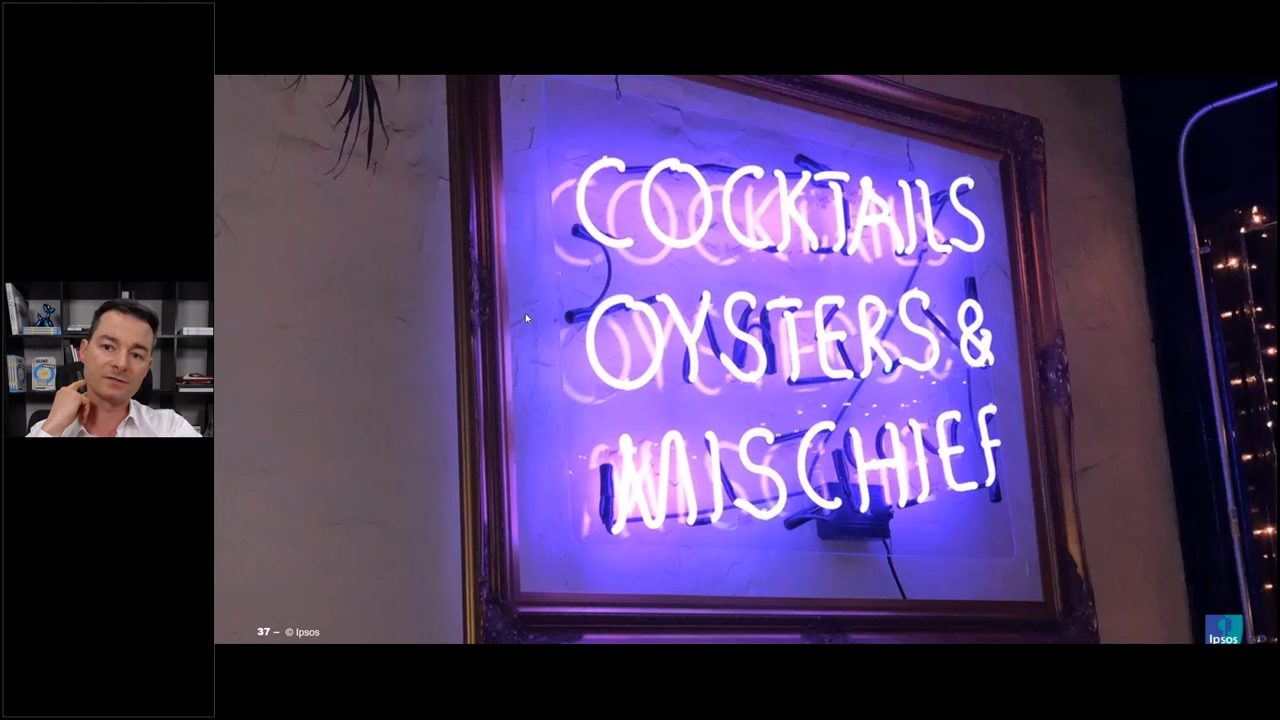 COCKTAILS
OYSTERS &
MISCHIEF
37 – © Ipsos
Ipsos